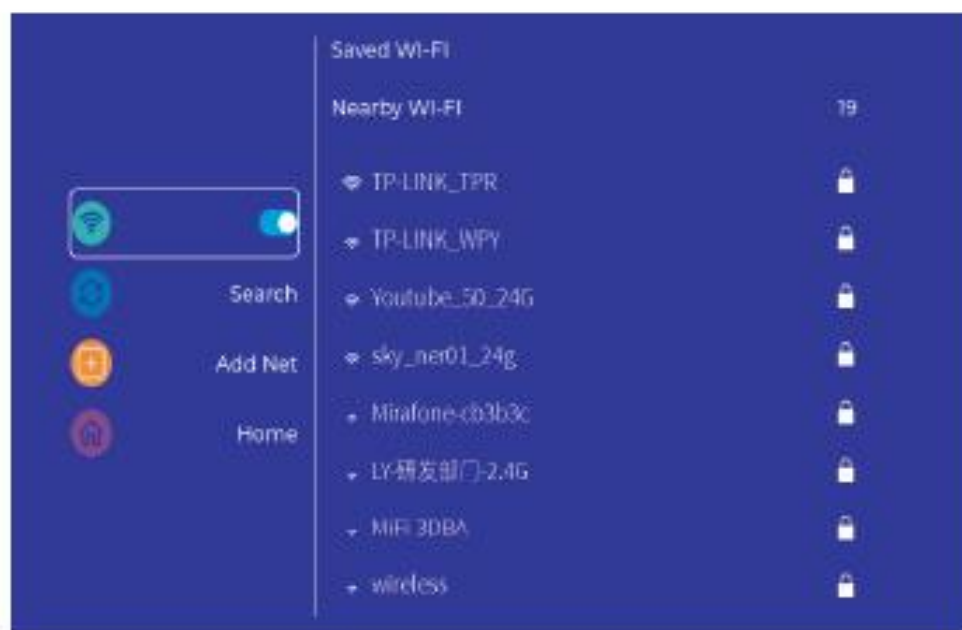 Saved WI-FI
Nearby WI-FI 19
TP-LINK_TPR
TP-LINK_WPY
Youtube_50_24G
sky_ner01_24g
Mirafone-cb3b3c
LY-研发部门-2.4G
MiFi 3DBA
wireless
Search
Add Net
Home